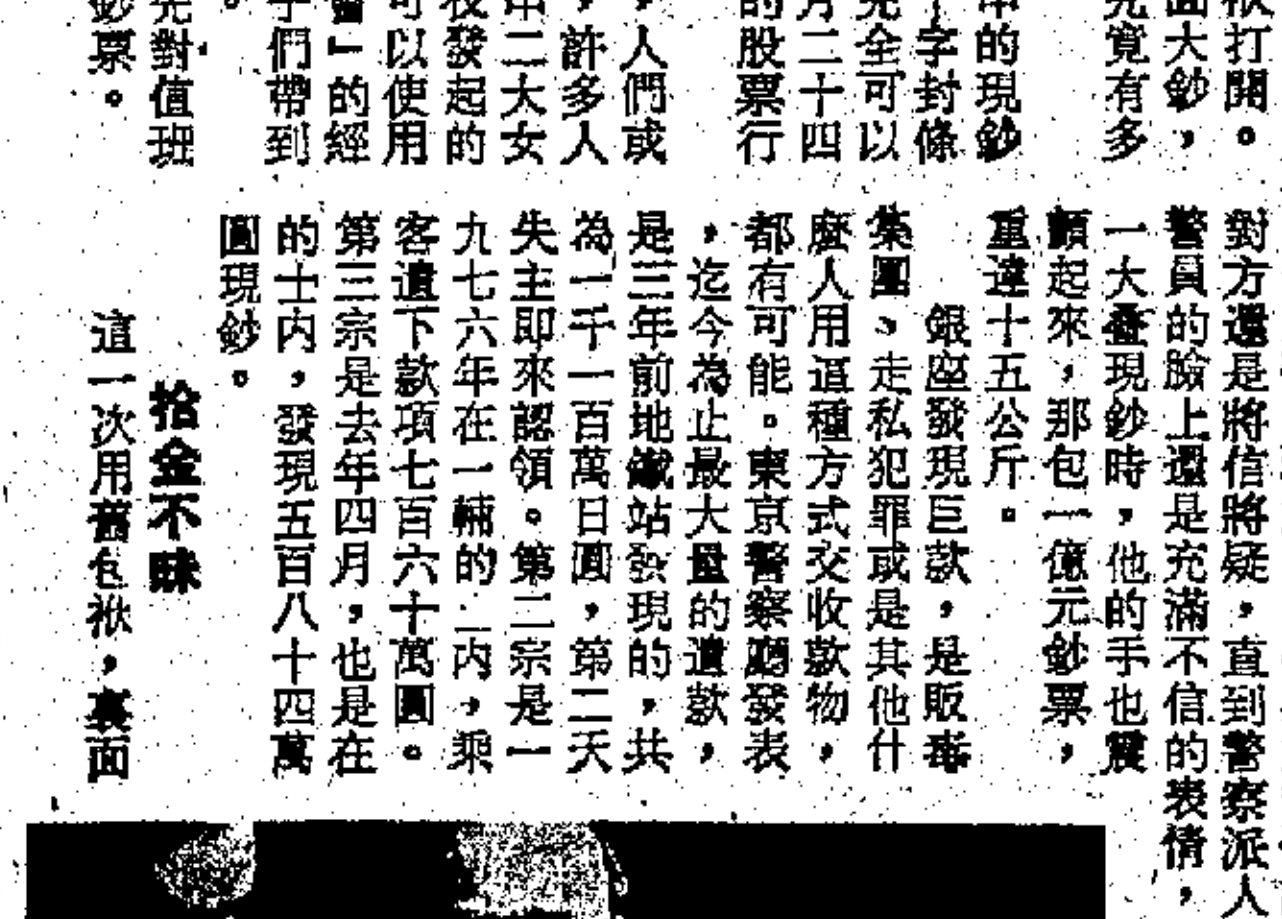 袱打開。
面大鈔，
究竟有多
中的現鈔
十字封條
完全可以
月二十四
的股票行
，人們或
，許多人
中二大女
夜發起的
可以使用
會」的經
子們帶到
。
先對值班
鈔票。
對方還是將信將疑，直到警察派人
警員的臉上還是充滿不信的表情，
一大疊現鈔時，他的手也震
顫起來，那包一億元鈔票，
重達十五公斤。
銀座發現巨款，是販毒
集團、走私犯罪或是其他什
麼人用這種方式交收款物，
都有可能。東京警察廳發表
，迄今為止最大量的遺款，
是三年前地鐵站發現的，共
為一千一百萬日圓，第二天
失主即來認領。第二宗是一
九七六年在一輛的士内，乘
客遺下款項七百六十萬圓。
第三宗是去年四月，也是在
的士内，發現五百八十四萬
圓現鈔。
拾金不昧
這一次用舊包袱，裏面